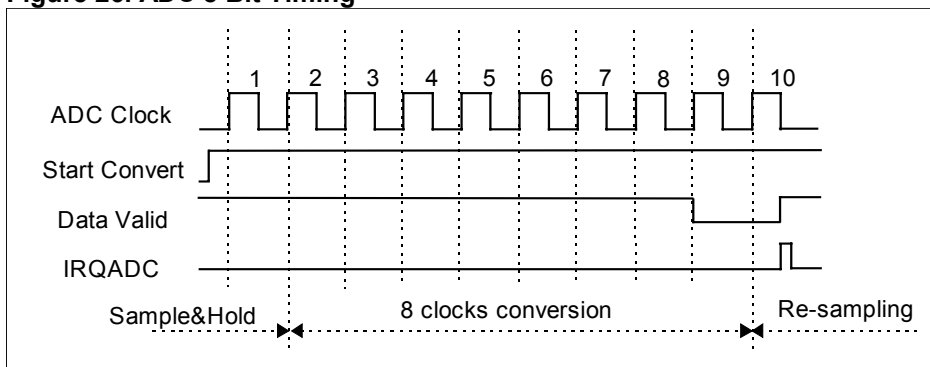 1 2 3 4 5 6 7 8 9 10
ADC Clock
Start Convert
Data Valid
IRQADC
Sample&Hold 8 clocks conversion Re-sampling